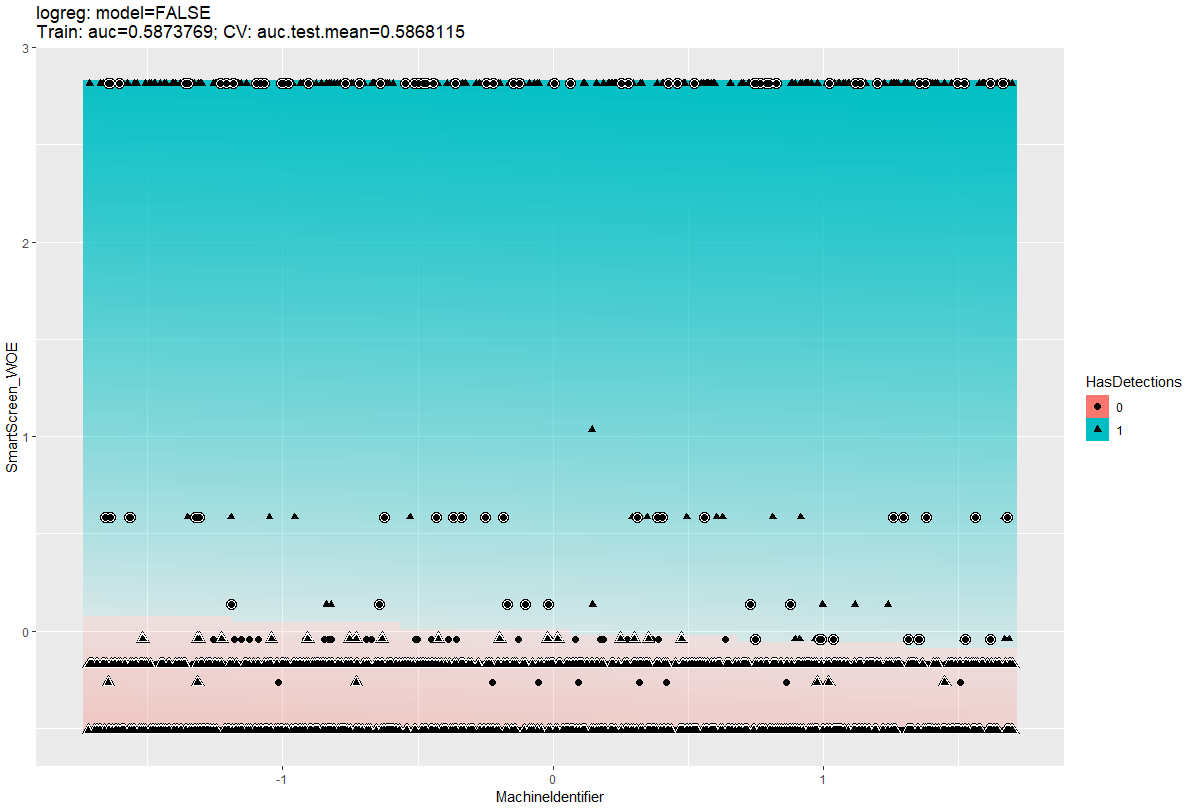 logreg: model=FALSE
Train: auc=0.5873769; CV: auc.test.mean=0.5868115
3
2
1
0
SmartScreen_WOE
-1
0
1
MachineIdentifier
HasDetections
0
1